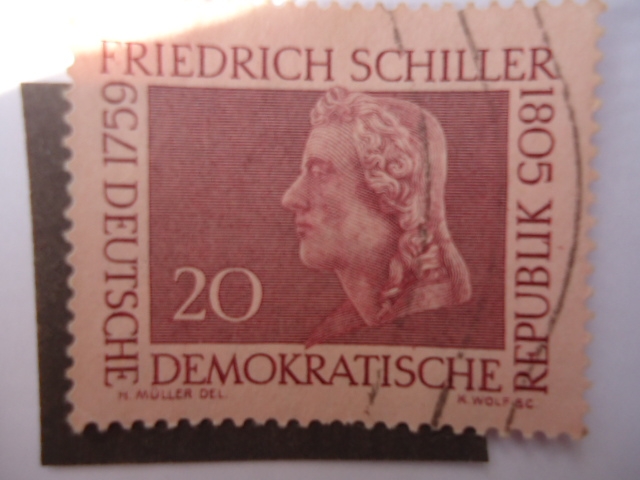 FRIEDRICH SCHILLER
1759
1805
20
DEUTSCHE
DEMOKRATISCHE
REPUBLIK
H. MÜLLER DEL.
K. WOLF SC.